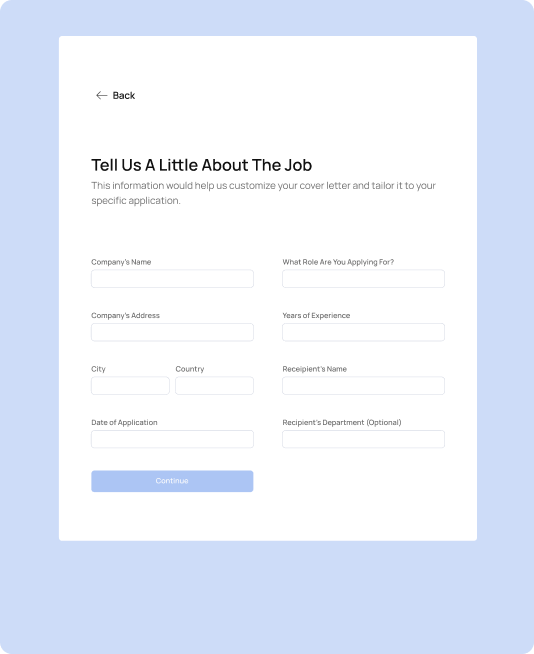 Back
Tell Us A Little About The Job
This information would help us customize your cover letter and tailor it to your
specific application.
Company's Name
What Role Are You Applying For?
Company's Address
Years of Experience
City
Country
Receipient's Name
Date of Application
Recipient's Department (Optional)
Continue